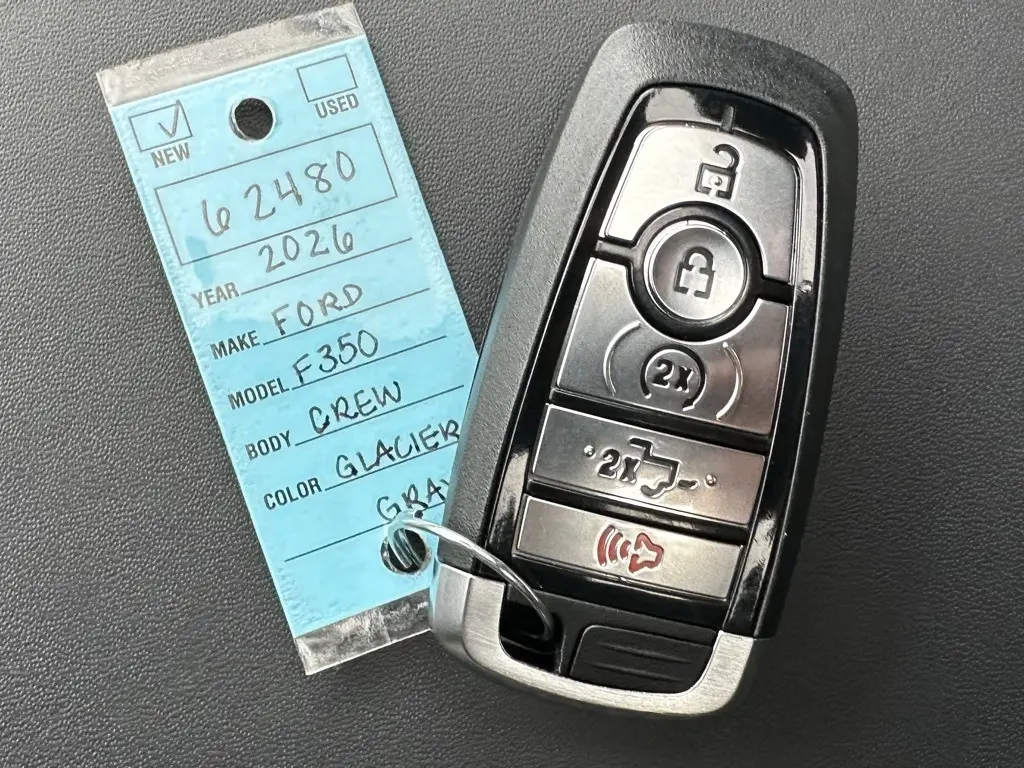 ✓
NEW
USED
62480
YEAR 2026
MAKE FORD
MODEL F350
BODY CREW
COLOR GLACIER
GRAY
2x
2x